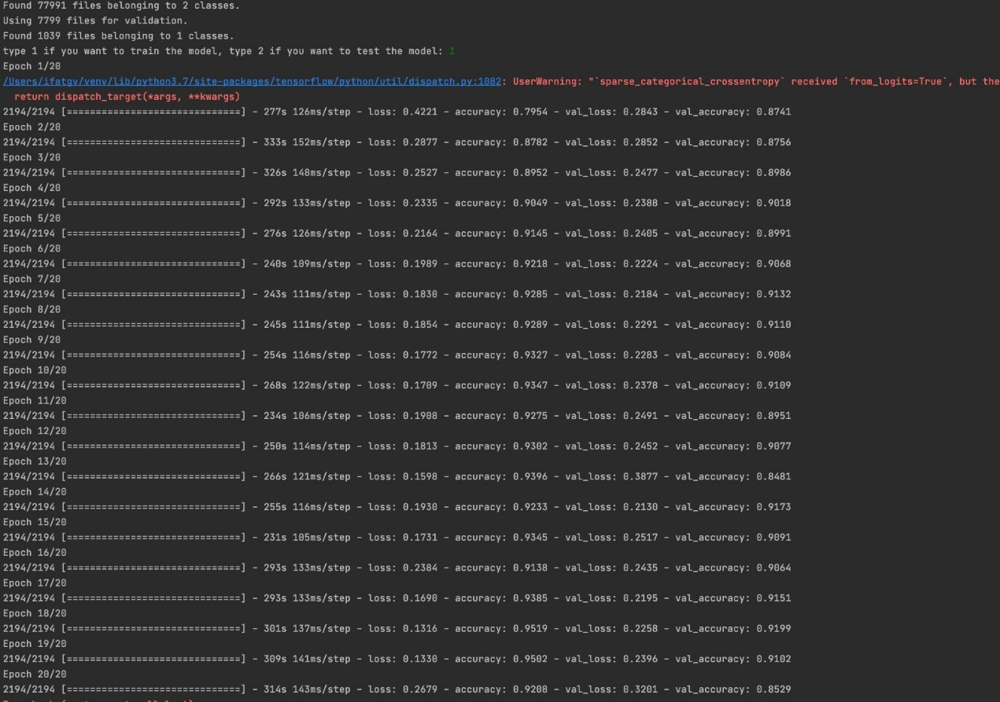 Found 77991 files belonging to 2 classes.
Using 7799 files for validation.
Found 1039 files belonging to 1 classes.
type 1 if you want to train the model, type 2 if you want to test the model: 1
Epoch 1/20
/Users/ifatgv/venv/lib/python3.7/site-packages/tensorflow/python/util/dispatch.py:1082: UserWarning: "`sparse_categorical_crossentropy` received `from_logits=True`, but the
return dispatch_target(*args, **kwargs)
2194/2194 [==============================] - 277s 126ms/step - loss: 0.4221 - accuracy: 0.7954 - val_loss: 0.2843 - val_accuracy: 0.8741
Epoch 2/20
2194/2194 [==============================] - 333s 152ms/step - loss: 0.2877 - accuracy: 0.8782 - val_loss: 0.2852 - val_accuracy: 0.8756
Epoch 3/20
2194/2194 [==============================] - 326s 148ms/step - loss: 0.2527 - accuracy: 0.8952 - val_loss: 0.2477 - val_accuracy: 0.8986
Epoch 4/20
2194/2194 [==============================] - 292s 133ms/step - loss: 0.2335 - accuracy: 0.9049 - val_loss: 0.2388 - val_accuracy: 0.9018
Epoch 5/20
2194/2194 [==============================] - 276s 126ms/step - loss: 0.2164 - accuracy: 0.9145 - val_loss: 0.2405 - val_accuracy: 0.8991
Epoch 6/20
2194/2194 [==============================] - 240s 109ms/step - loss: 0.1989 - accuracy: 0.9218 - val_loss: 0.2224 - val_accuracy: 0.9068
Epoch 7/20
2194/2194 [==============================] - 243s 111ms/step - loss: 0.1830 - accuracy: 0.9285 - val_loss: 0.2184 - val_accuracy: 0.9132
Epoch 8/20
2194/2194 [==============================] - 245s 111ms/step - loss: 0.1854 - accuracy: 0.9289 - val_loss: 0.2291 - val_accuracy: 0.9110
Epoch 9/20
2194/2194 [==============================] - 254s 116ms/step - loss: 0.1772 - accuracy: 0.9327 - val_loss: 0.2283 - val_accuracy: 0.9084
Epoch 10/20
2194/2194 [==============================] - 268s 122ms/step - loss: 0.1709 - accuracy: 0.9347 - val_loss: 0.2378 - val_accuracy: 0.9109
Epoch 11/20
2194/2194 [==============================] - 234s 106ms/step - loss: 0.1908 - accuracy: 0.9275 - val_loss: 0.2491 - val_accuracy: 0.8951
Epoch 12/20
2194/2194 [==============================] - 250s 114ms/step - loss: 0.1813 - accuracy: 0.9302 - val_loss: 0.2452 - val_accuracy: 0.9077
Epoch 13/20
2194/2194 [==============================] - 266s 121ms/step - loss: 0.1598 - accuracy: 0.9396 - val_loss: 0.3877 - val_accuracy: 0.8481
Epoch 14/20
2194/2194 [==============================] - 255s 116ms/step - loss: 0.1930 - accuracy: 0.9233 - val_loss: 0.2130 - val_accuracy: 0.9173
Epoch 15/20
2194/2194 [==============================] - 231s 105ms/step - loss: 0.1731 - accuracy: 0.9345 - val_loss: 0.2517 - val_accuracy: 0.9091
Epoch 16/20
2194/2194 [==============================] - 293s 133ms/step - loss: 0.2384 - accuracy: 0.9138 - val_loss: 0.2435 - val_accuracy: 0.9064
Epoch 17/20
2194/2194 [==============================] - 293s 133ms/step - loss: 0.1690 - accuracy: 0.9385 - val_loss: 0.2195 - val_accuracy: 0.9151
Epoch 18/20
2194/2194 [==============================] - 301s 137ms/step - loss: 0.1316 - accuracy: 0.9519 - val_loss: 0.2258 - val_accuracy: 0.9199
Epoch 19/20
2194/2194 [==============================] - 309s 141ms/step - loss: 0.1330 - accuracy: 0.9502 - val_loss: 0.2396 - val_accuracy: 0.9102
Epoch 20/20
2194/2194 [==============================] - 314s 143ms/step - loss: 0.2679 - accuracy: 0.9208 - val_loss: 0.3201 - val_accuracy: 0.8529